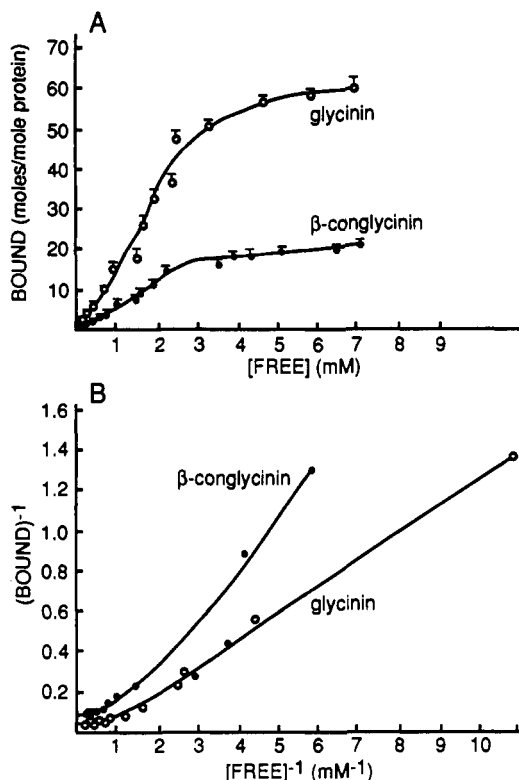 A
BOUND (moles/mole protein)
70
60
50
40
30
20
10
glycinin
β-conglycinin
1 2 3 4 5 6 7 8 9
[FREE] (mM)
B
(BOUND)⁻¹
1.6
1.4
1.2
1.0
0.8
0.6
0.4
0.2
β-conglycinin
glycinin
1 2 3 4 5 6 7 8 9 10
[FREE]⁻¹ (mM⁻¹)